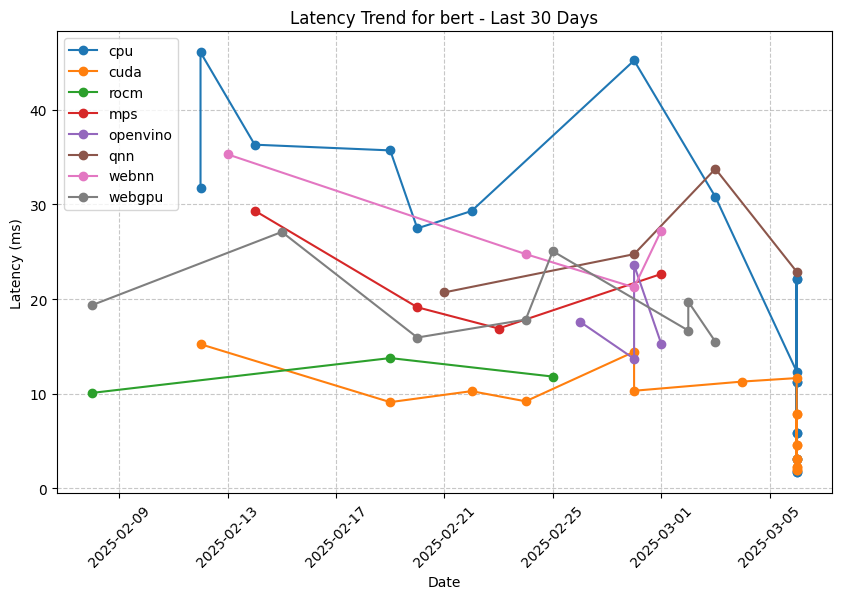 Latency Trend for bert - Last 30 Days
cpu
cuda
rocm
mps
openvino
qnn
webnn
webgpu
Latency (ms)
40
30
20
10
0
2025-02-09
2025-02-13
2025-02-17
2025-02-21
2025-02-25
2025-03-01
2025-03-05
Date